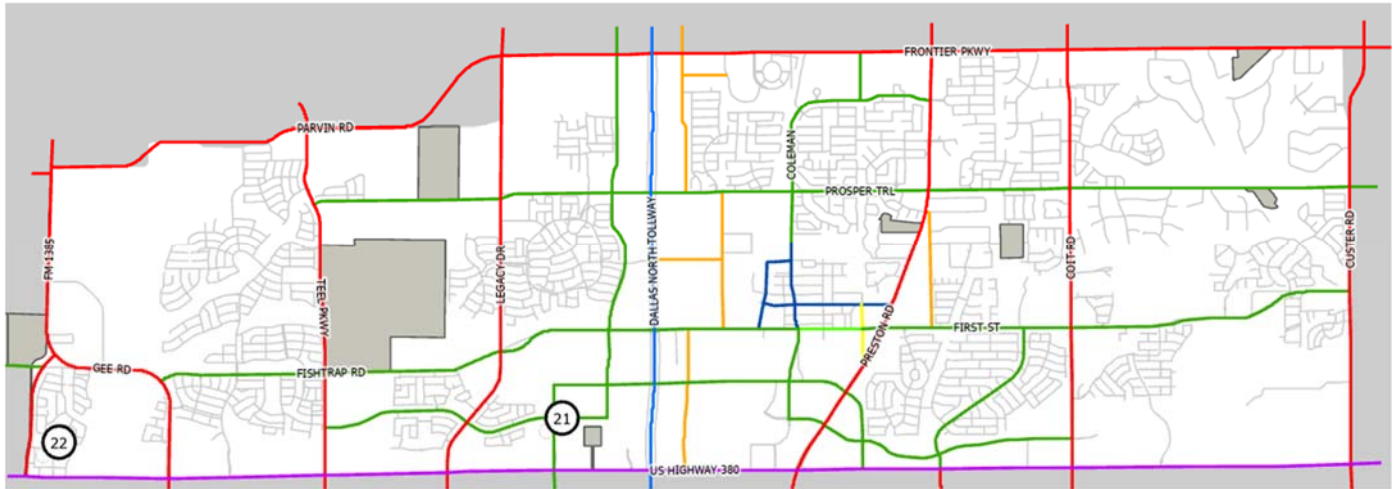 FRONTIER PKWY
PARVIN RD
COLEMAN
PROSPER TRL
FM 1385
TEEL PKWY
LEGACY DR
DALLAS NORTH TOLLWAY
COIT RD
CUSTER RD
FIRST ST
PRESTON RD
GEE RD
FISHTRAP RD
21
22
US HIGHWAY 380